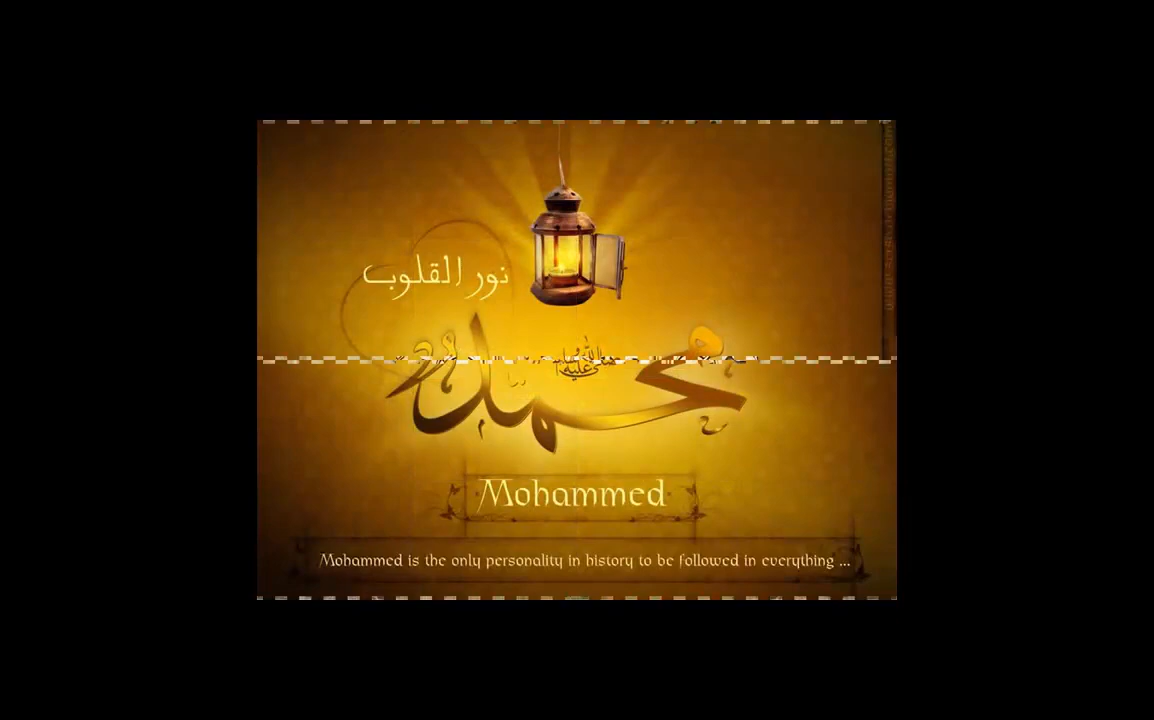 نور القلوب
صلى الله عليه وسلم
محمد
Mohammed
Mohammed is the only personality in history to be followed in everything ...